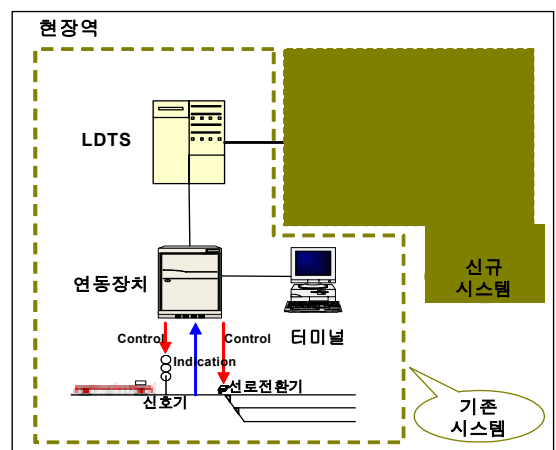 현장역
LDTS
연동장치
터미널
신규
시스템
Control
Control
Indication
신호기
선로전환기
기존
시스템